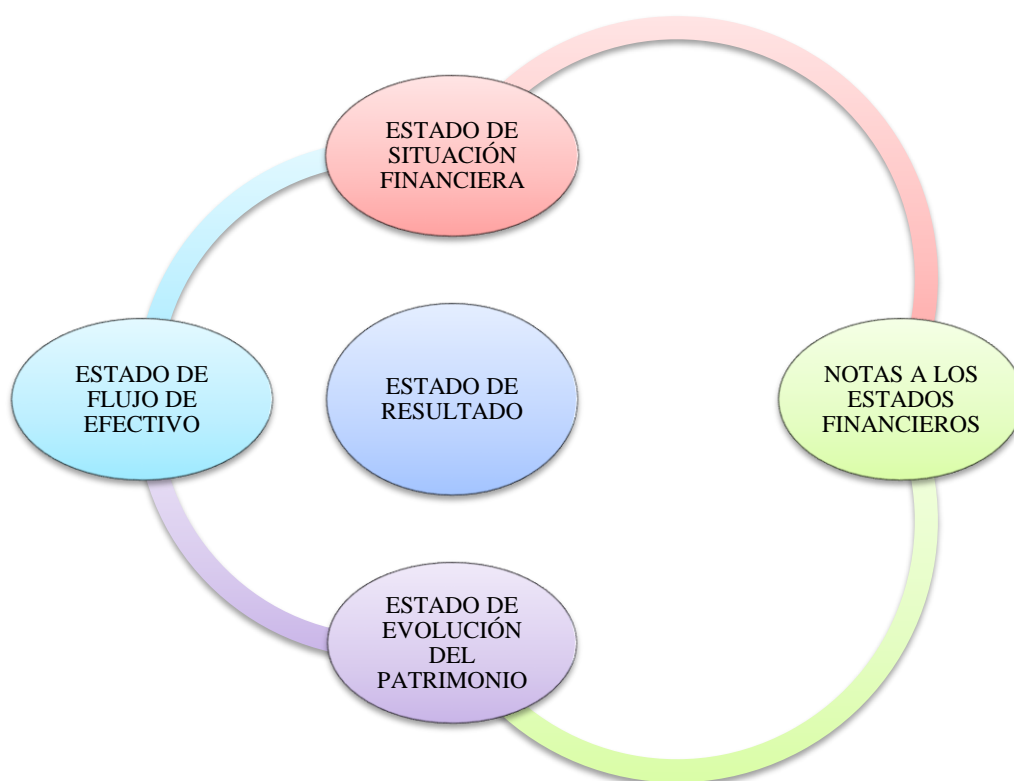 ESTADO DE
SITUACIÓN
FINANCIERA
ESTADO DE
FLUJO DE
EFECTIVO
ESTADO DE
RESULTADO
NOTAS A LOS
ESTADOS
FINANCIEROS
ESTADO DE
EVOLUCIÓN
DEL
PATRIMONIO